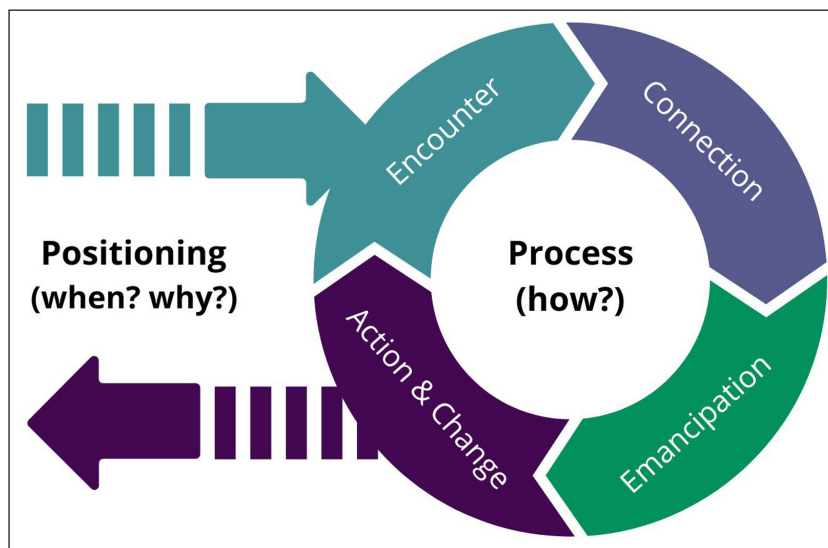 Encounter
Connection
Positioning
(when? why?)
Process
(how?)
Action & Change
Emancipation